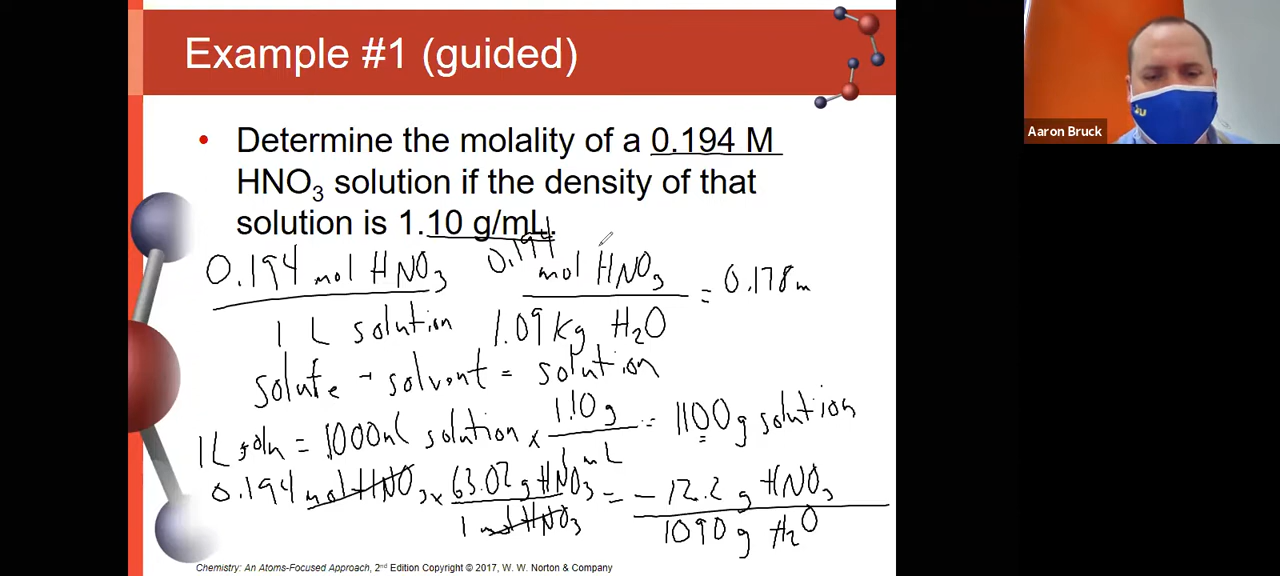 Example #1 (guided)
• Determine the molality of a 0.194 M
HNO₃ solution if the density of that
solution is 1.10 g/mL.
0.194 mol HNO₃
1 L solution
0.194 mol HNO₃
1.09 kg H₂O
= 0.178 m
solute - solvent = solution
1 L soln = 1000 mL solution × 1.10 g
1 mL
= 1100 g solution
0.194 mol HNO₃ × 63.02 g HNO₃
1 mol HNO₃
= - 12.2 g HNO₃
1090 g H₂O
Chemistry: An Atoms-Focused Approach, 2nd Edition Copyright © 2017, W. W. Norton & Company
Aaron Bruck